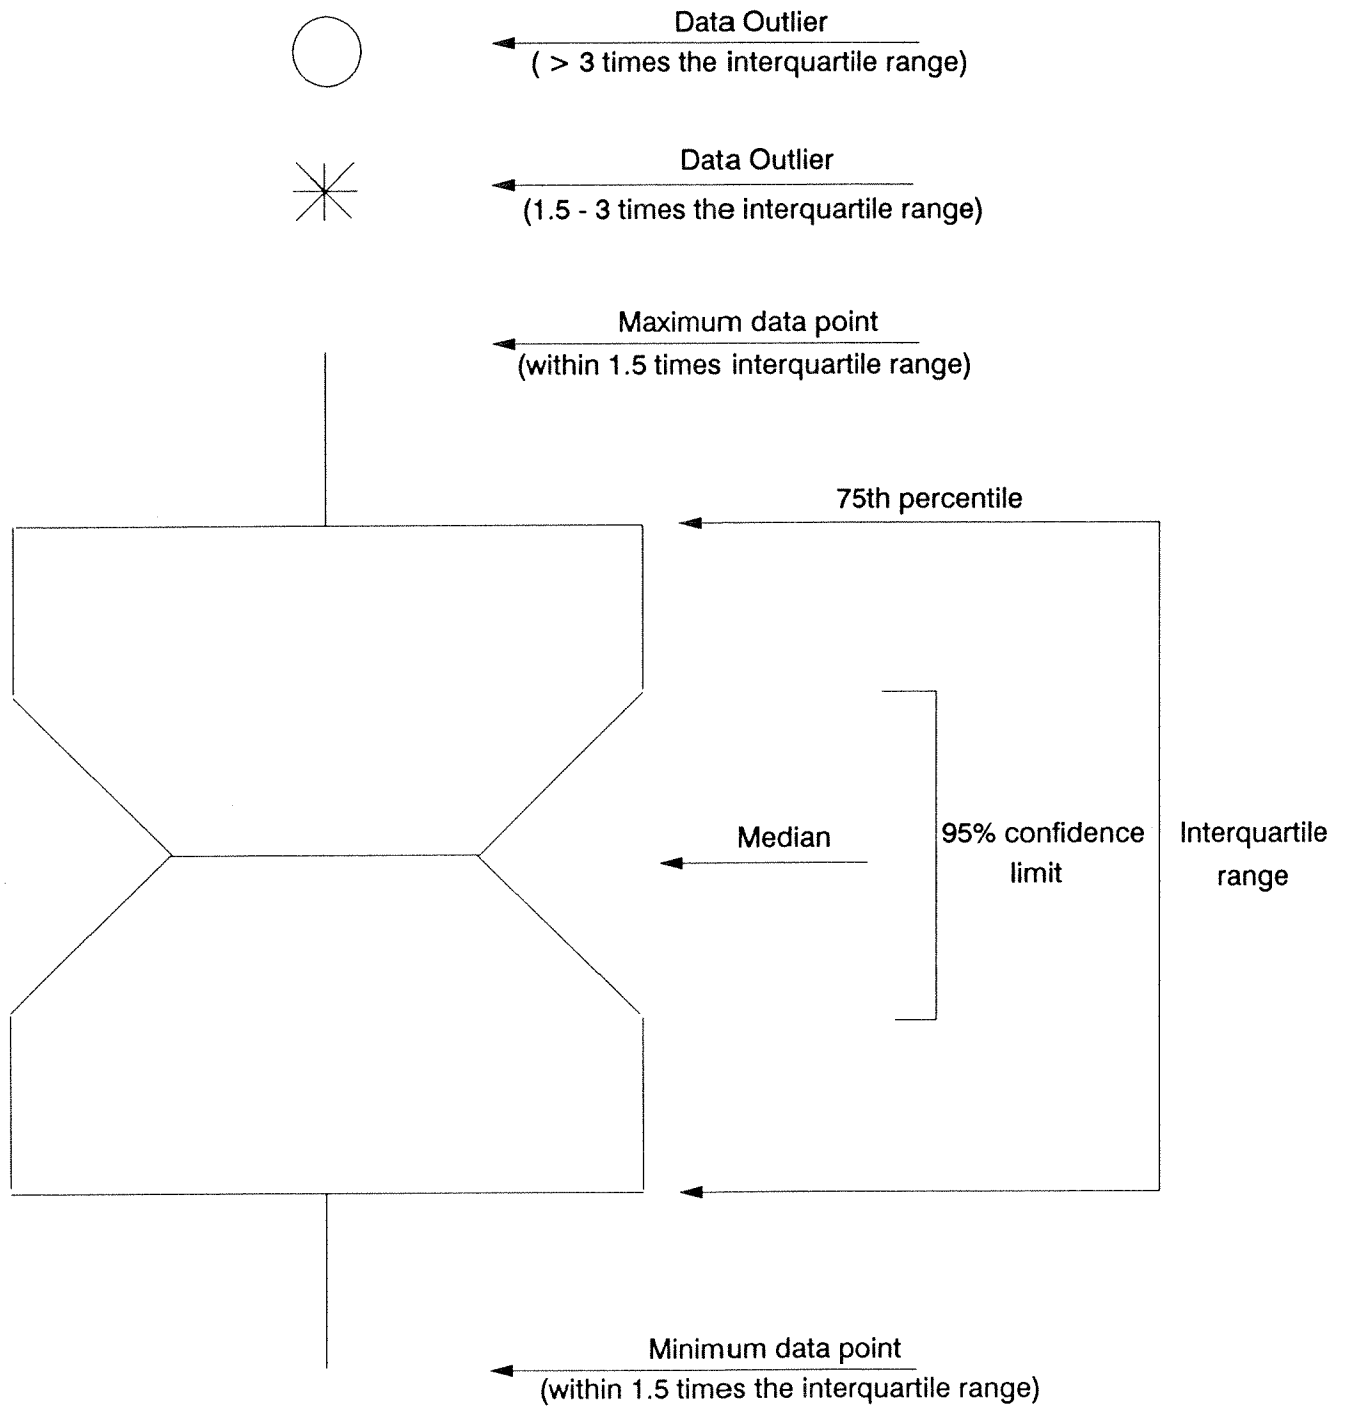 Data Outlier
( > 3 times the interquartile range)
Data Outlier
(1.5 - 3 times the interquartile range)
Maximum data point
(within 1.5 times interquartile range)
75th percentile
Median
95% confidence
limit
Interquartile
range
Minimum data point
(within 1.5 times the interquartile range)